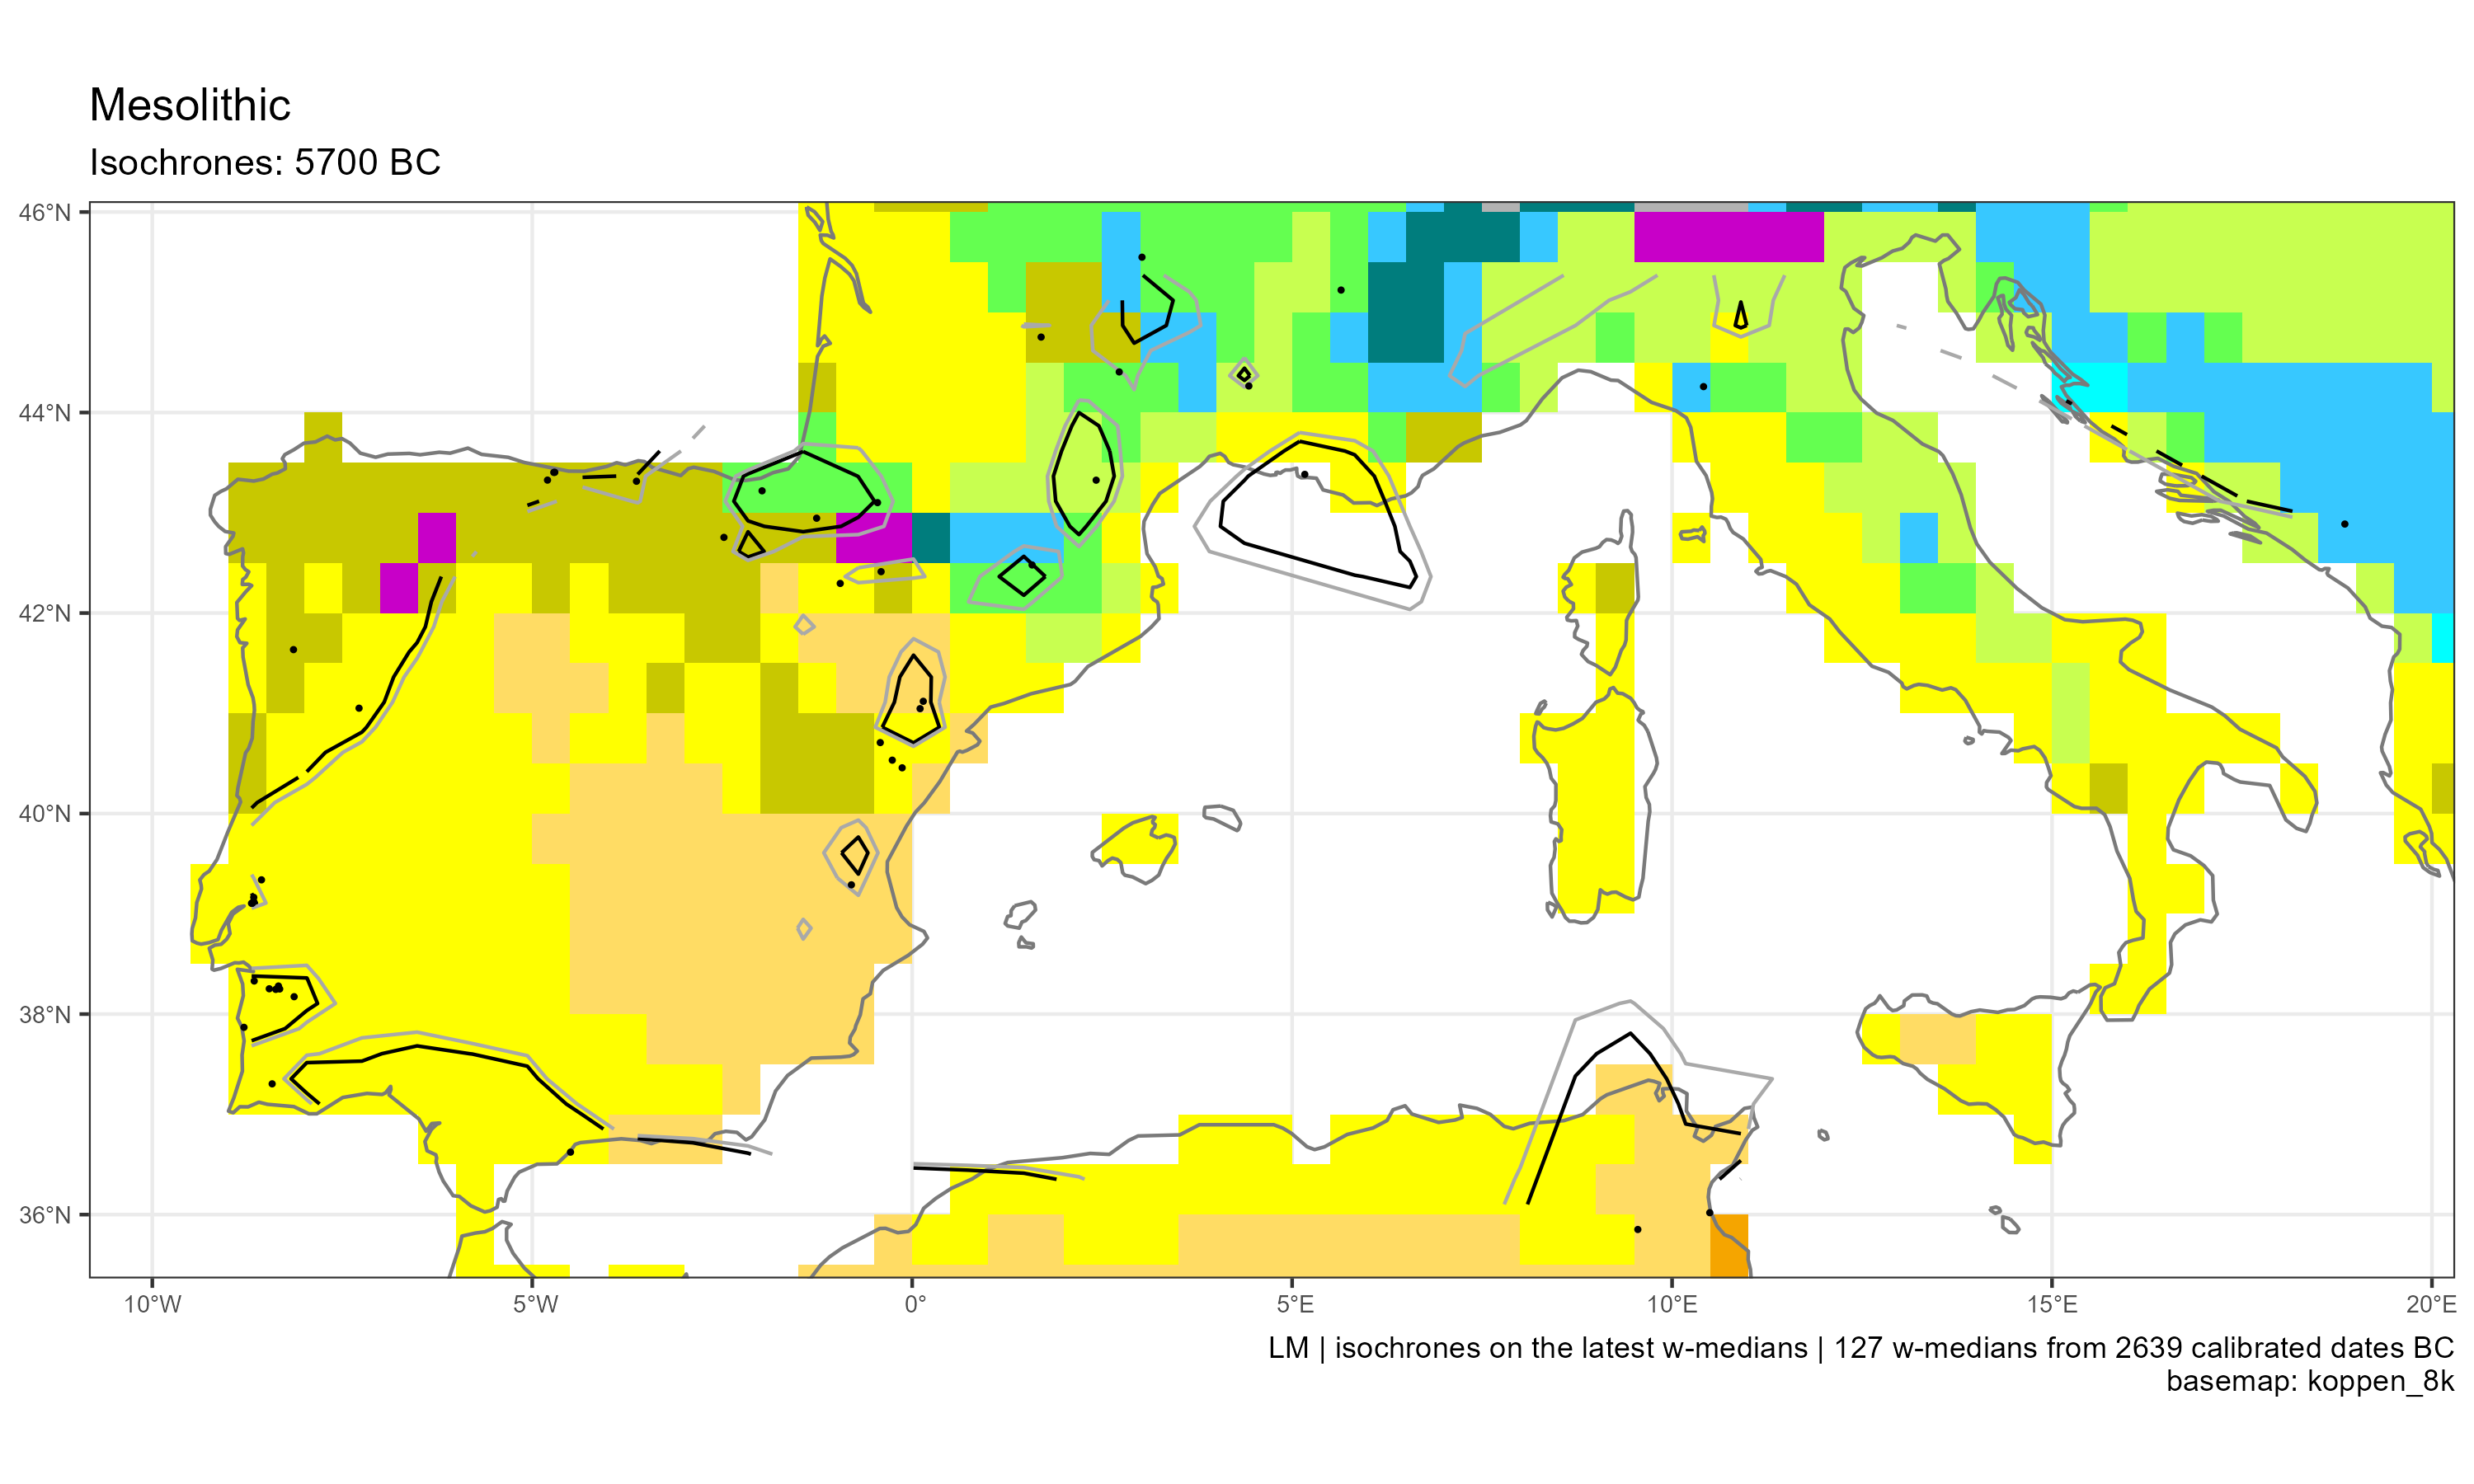 Mesolithic
Isochrones: 5700 BC
46°N
44°N
42°N
40°N
38°N
36°N
10°W 5°W 0° 5°E 10°E 15°E 20°E
LM | isochrones on the latest w-medians | 127 w-medians from 2639 calibrated dates BC
basemap: koppen_8k